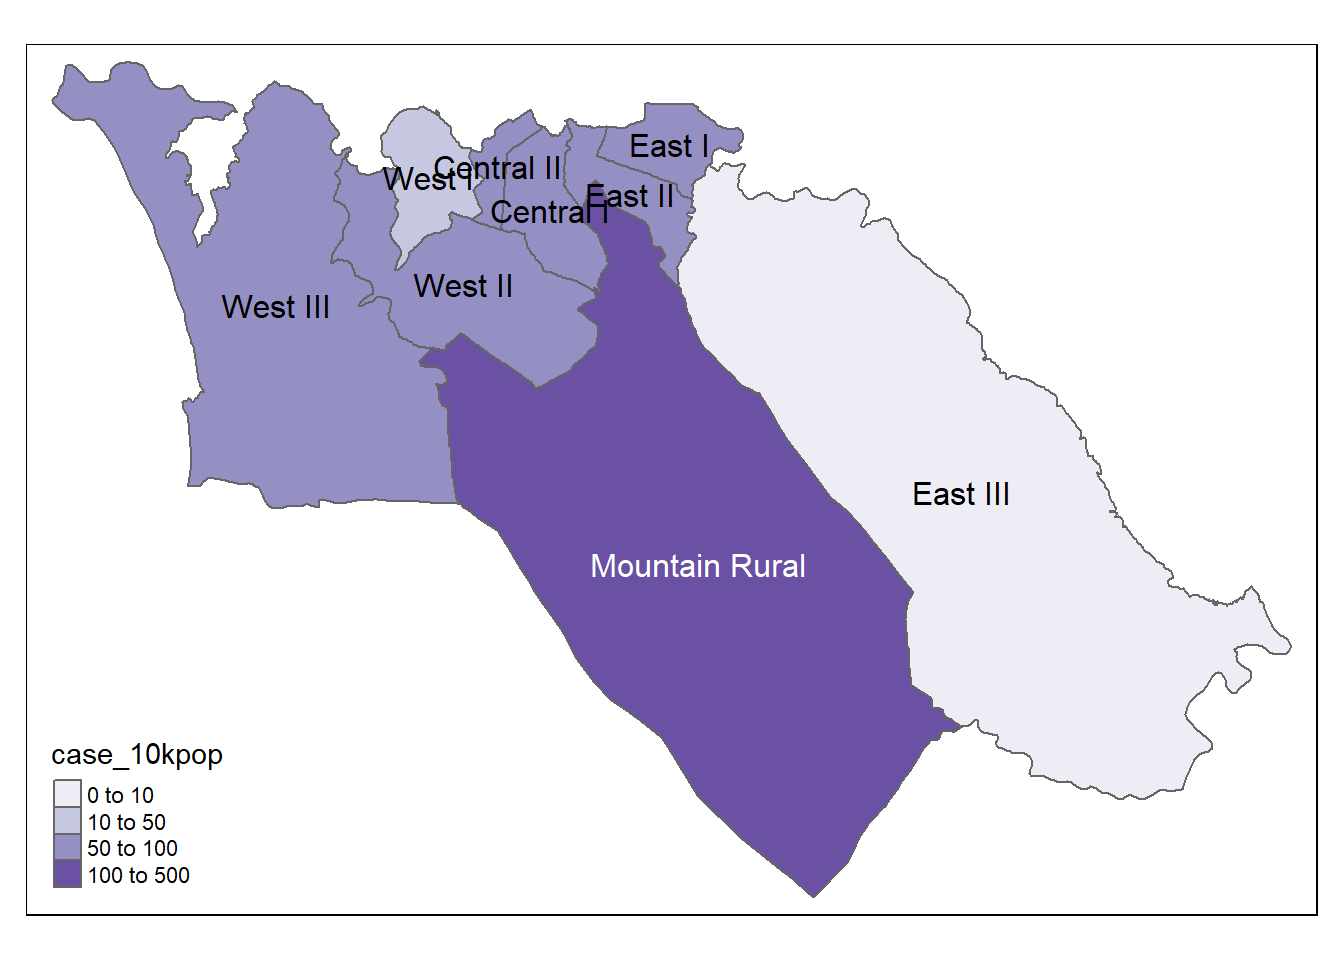 East I
Central II
West I
East II
Central I
West II
West III
East III
Mountain Rural
case_10kpop
0 to 10
10 to 50
50 to 100
100 to 500